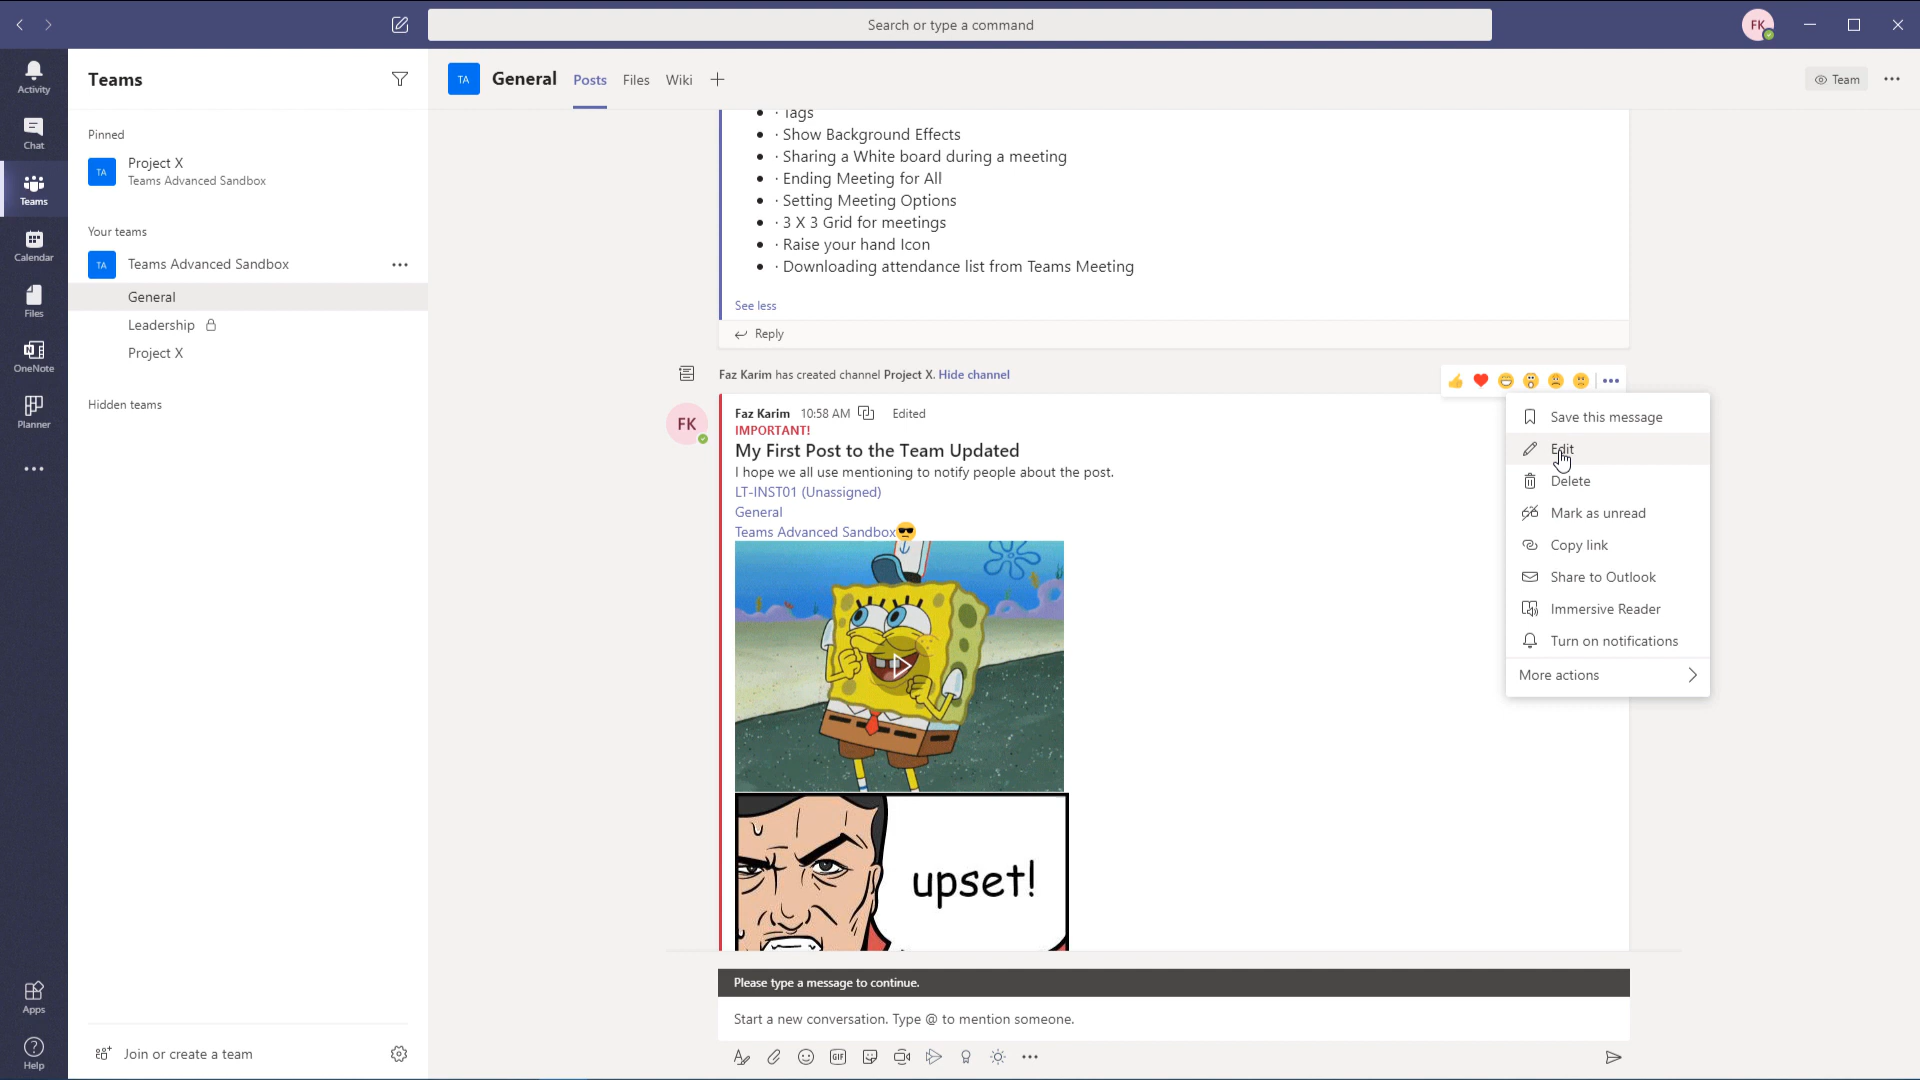 Search or type a command
FK
Activity
Chat
Teams
Calendar
Files
OneNote
Planner
Apps
Help
Teams
Pinned
TA
Project X
Teams Advanced Sandbox
Your teams
TA
Teams Advanced Sandbox
General
Leadership
Project X
Hidden teams
Join or create a team
TA
General
Posts
Files
Wiki
Team
Tags
Show Background Effects
Sharing a White board during a meeting
Ending Meeting for All
Setting Meeting Options
3 X 3 Grid for meetings
Raise your hand Icon
Downloading attendance list from Teams Meeting
See less
Reply
Faz Karim has created channel Project X. Hide channel
FK
Faz Karim 10:58 AM Edited
IMPORTANT!
My First Post to the Team Updated
I hope we all use mentioning to notify people about the post.
LT-INST01 (Unassigned)
General
Teams Advanced Sandbox😎
upset!
Save this message
Edit
Delete
Mark as unread
Copy link
Share to Outlook
Immersive Reader
Turn on notifications
More actions
Please type a message to continue.
Start a new conversation. Type @ to mention someone.
GIF